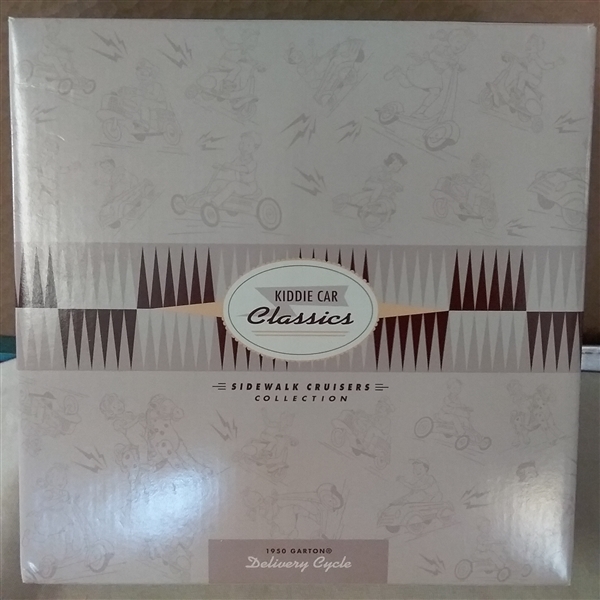 KIDDIE CAR
Classics
SIDEWALK CRUISERS
COLLECTION
1950 GARTON®
Delivery Cycle